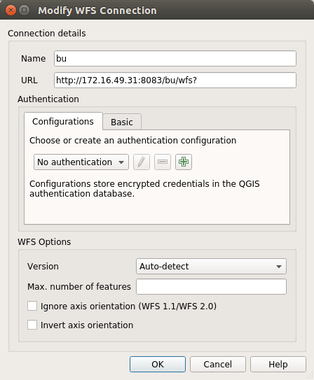 Modify WFS Connection
Connection details
Name bu
URL http://172.16.49.31:8083/bu/wfs?
Authentication
Configurations Basic
Choose or create an authentication configuration
No authentication
Configurations store encrypted credentials in the QGIS
authentication database.
WFS Options
Version Auto-detect
Max. number of features
Ignore axis orientation (WFS 1.1/WFS 2.0)
Invert axis orientation
OK Cancel Help